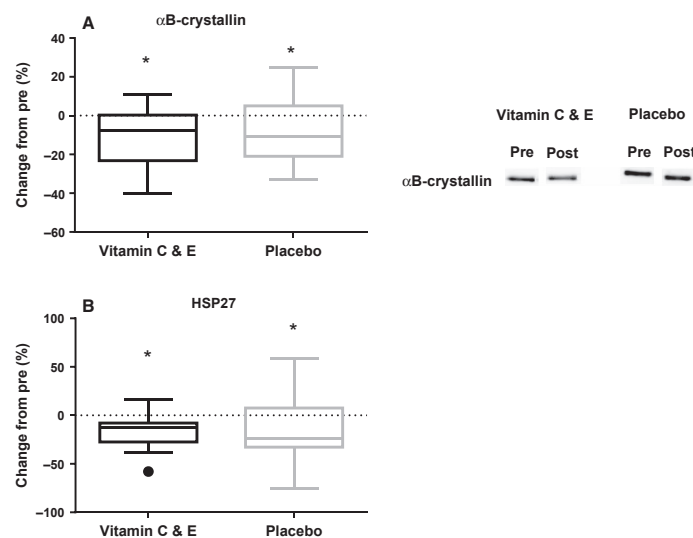 A
αB-crystallin
Change from pre (%)
40
20
0
–20
–40
–60
*
*
Vitamin C & E
Placebo
Vitamin C & E
Placebo
Pre
Post
Pre
Post
αB-crystallin
B
HSP27
Change from pre (%)
100
50
0
–50
–100
*
*
Vitamin C & E
Placebo